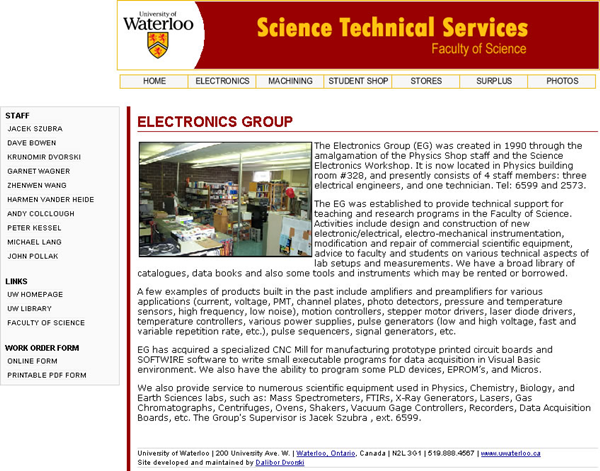 University of
Waterloo
Science Technical Services
Faculty of Science
HOME ELECTRONICS MACHINING STUDENT SHOP STORES SURPLUS PHOTOS
STAFF
JACEK SZUBRA
DAVE BOWEN
KRUNOMIR DVORSKI
GARNET WAGNER
ZHENWEN WANG
HARMEN VANDER HEIDE
ANDY COLCLOUGH
PETER KESSEL
MICHAEL LANG
JOHN POLLAK
LINKS
UW HOMEPAGE
UW LIBRARY
FACULTY OF SCIENCE
WORK ORDER FORM
ONLINE FORM
PRINTABLE PDF FORM
ELECTRONICS GROUP
The Electronics Group (EG) was created in 1990 through the
amalgamation of the Physics Shop staff and the Science
Electronics Workshop. It is now located in Physics building
room #328, and presently consists of 4 staff members: three
electrical engineers, and one technician. Tel: 6599 and 2573.
The EG was established to provide technical support for
teaching and research programs in the Faculty of Science.
Activities include design and construction of new
electronic/electrical, electro-mechanical instrumentation,
modification and repair of commercial scientific equipment,
advice to faculty and students on various technical aspects of
lab setups and measurements. We have a broad library of
catalogues, data books and also some tools and instruments which may be rented or borrowed.
A few examples of products built in the past include amplifiers and preamplifiers for various
applications (current, voltage, PMT, channel plates, photo detectors, pressure and temperature
sensors, high frequency, low noise), motion controllers, stepper motor drivers, laser diode drivers,
temperature controllers, various power supplies, pulse generators (low and high voltage, fast and
variable repetition rate, etc.), pulse sequencers, signal generators, etc.
EG has acquired a specialized CNC Mill for manufacturing prototype printed circuit boards and
SOFTWIRE software to write small executable programs for data acquisition in Visual Basic
environment. We also have the ability to program some PLD devices, EPROM's, and Micros.
We also provide service to numerous scientific equipment used in Physics, Chemistry, Biology, and
Earth Sciences labs, such as: Mass Spectrometers, FTIRs, X-Ray Generators, Lasers, Gas
Chromatographs, Centrifuges, Ovens, Shakers, Vacuum Gage Controllers, Recorders, Data Acquisition
Boards, etc. The Group's Supervisor is Jacek Szubra , ext. 6599.
University of Waterloo | 200 University Ave. W. | Waterloo, Ontario, Canada | N2L 3G1 | 519.888.4567 | www.uwaterloo.ca
Site developed and maintained by Dalibor Dvorski